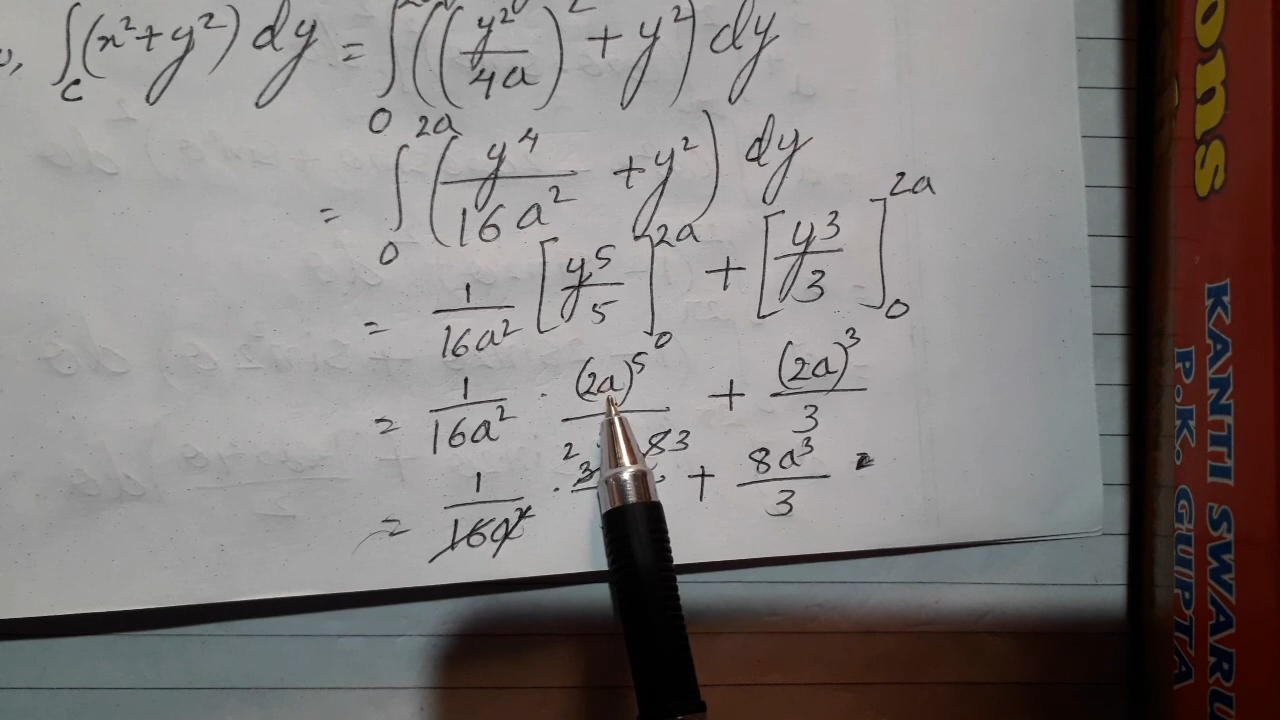 ∫_C (x² + y²) dy = ∫_0 ((y²/4a)² + y²) dy
= ∫_0^{2a} (y⁴/16a² + y²) dy
= 1/16a² [y⁵/5]_0^{2a} + [y³/3]_0^{2a}
= 1/16a² · (2a)⁵ + (2a)³/3
= 1/16a² · + 8a³/3
ons
KANTI SWARU
P.K. GUPTA